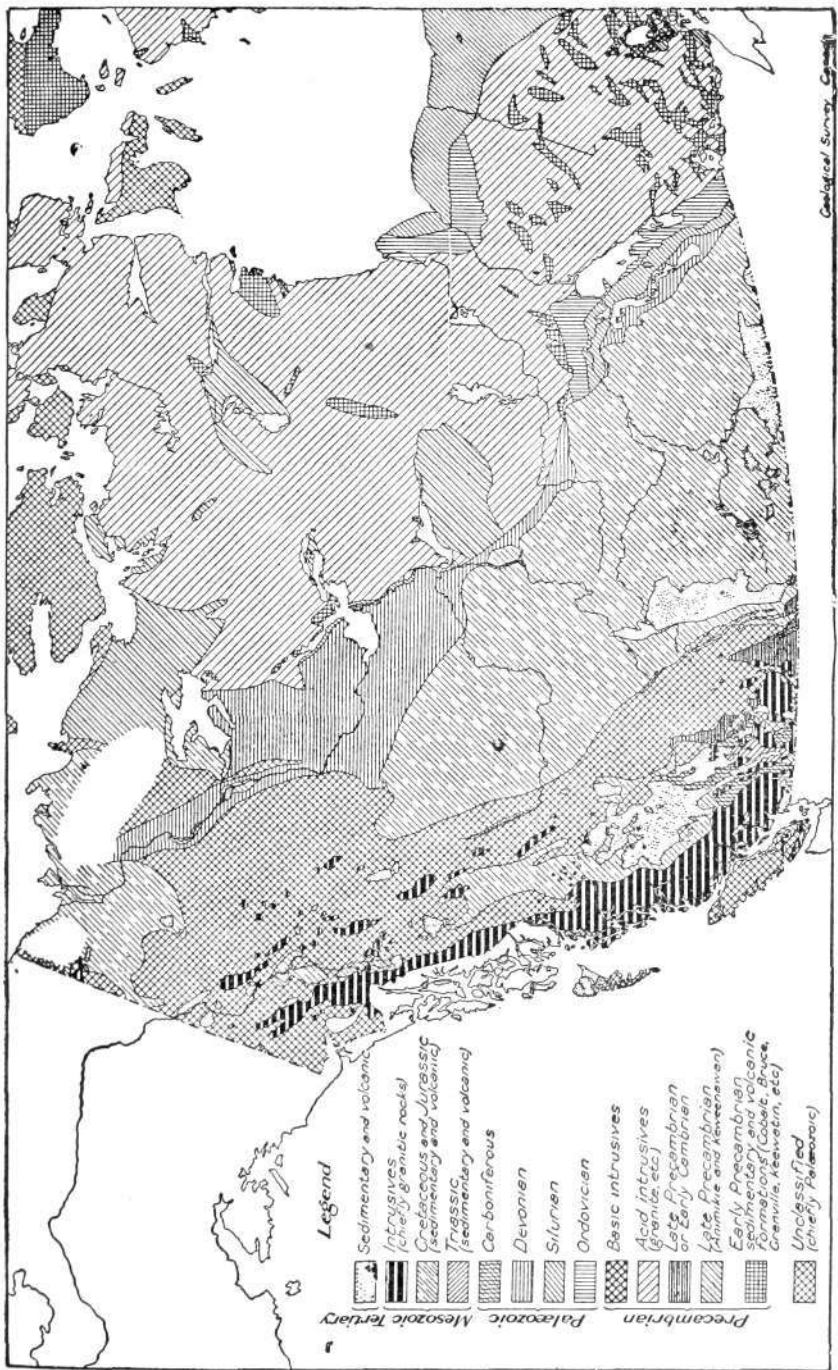 Legend
Tertiary
Sedimentary and volcanic
Mesozoic
Intrusives
(chiefly granitic rocks)
Cretaceous and Jurassic
(sedimentary and volcanic)
Triassic
(sedimentary and volcanic)
Palæozoic
Carboniferous
Devonian
Silurian
Ordovician
Precambrian
Basic intrusives
Acid intrusives
(granite, etc)
Late Precambrian
or Early Cambrian
Late Precambrian
(Animikie and Keweenawan)
Early Precambrian
sedimentary and volcanic
formations (Cobalt, Bruce,
Grenville, Keewatin, etc)
Unclassified
(chiefly Palæozoic)
Geological Survey, Canada